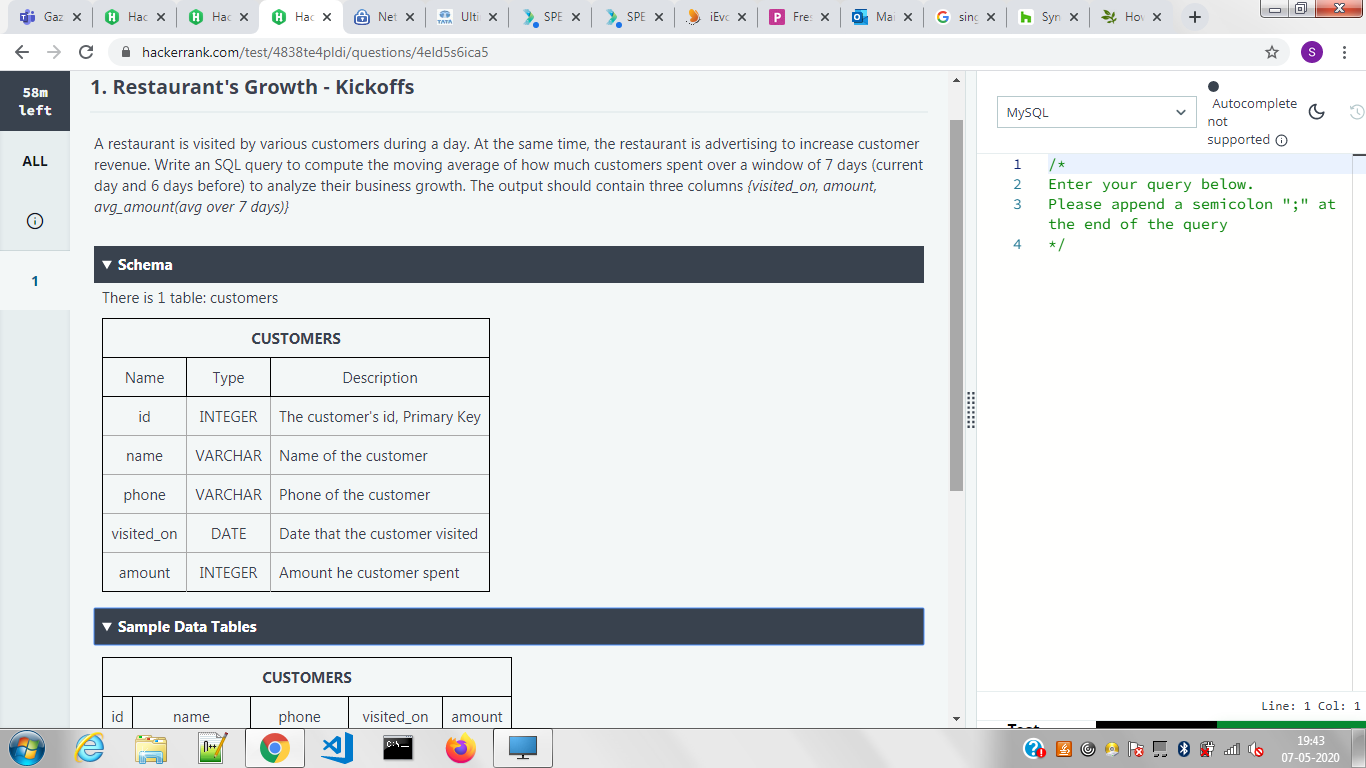 Gaz
Hac
Hac
Hac
Net
Ulti
SPE
SPE
iEvo
Fre
Ma
sing
Syn
Hov
hackerrank.com/test/4838te4pldi/questions/4eld5s6ica5
S
58m
left
ALL
1
1. Restaurant's Growth - Kickoffs
A restaurant is visited by various customers during a day. At the same time, the restaurant is advertising to increase customer
revenue. Write an SQL query to compute the moving average of how much customers spent over a window of 7 days (current
day and 6 days before) to analyze their business growth. The output should contain three columns {visited_on, amount,
avg_amount(avg over 7 days)}
▼ Schema
There is 1 table: customers
CUSTOMERS
Name Type Description
id INTEGER The customer's id, Primary Key
name VARCHAR Name of the customer
phone VARCHAR Phone of the customer
visited_on DATE Date that the customer visited
amount INTEGER Amount he customer spent
▼ Sample Data Tables
CUSTOMERS
id name phone visited_on amount
MySQL
Autocomplete
not
supported
1 /*
2 Enter your query below.
3 Please append a semicolon ";" at
the end of the query
4 */
Line: 1 Col: 1
19:43
07-05-2020